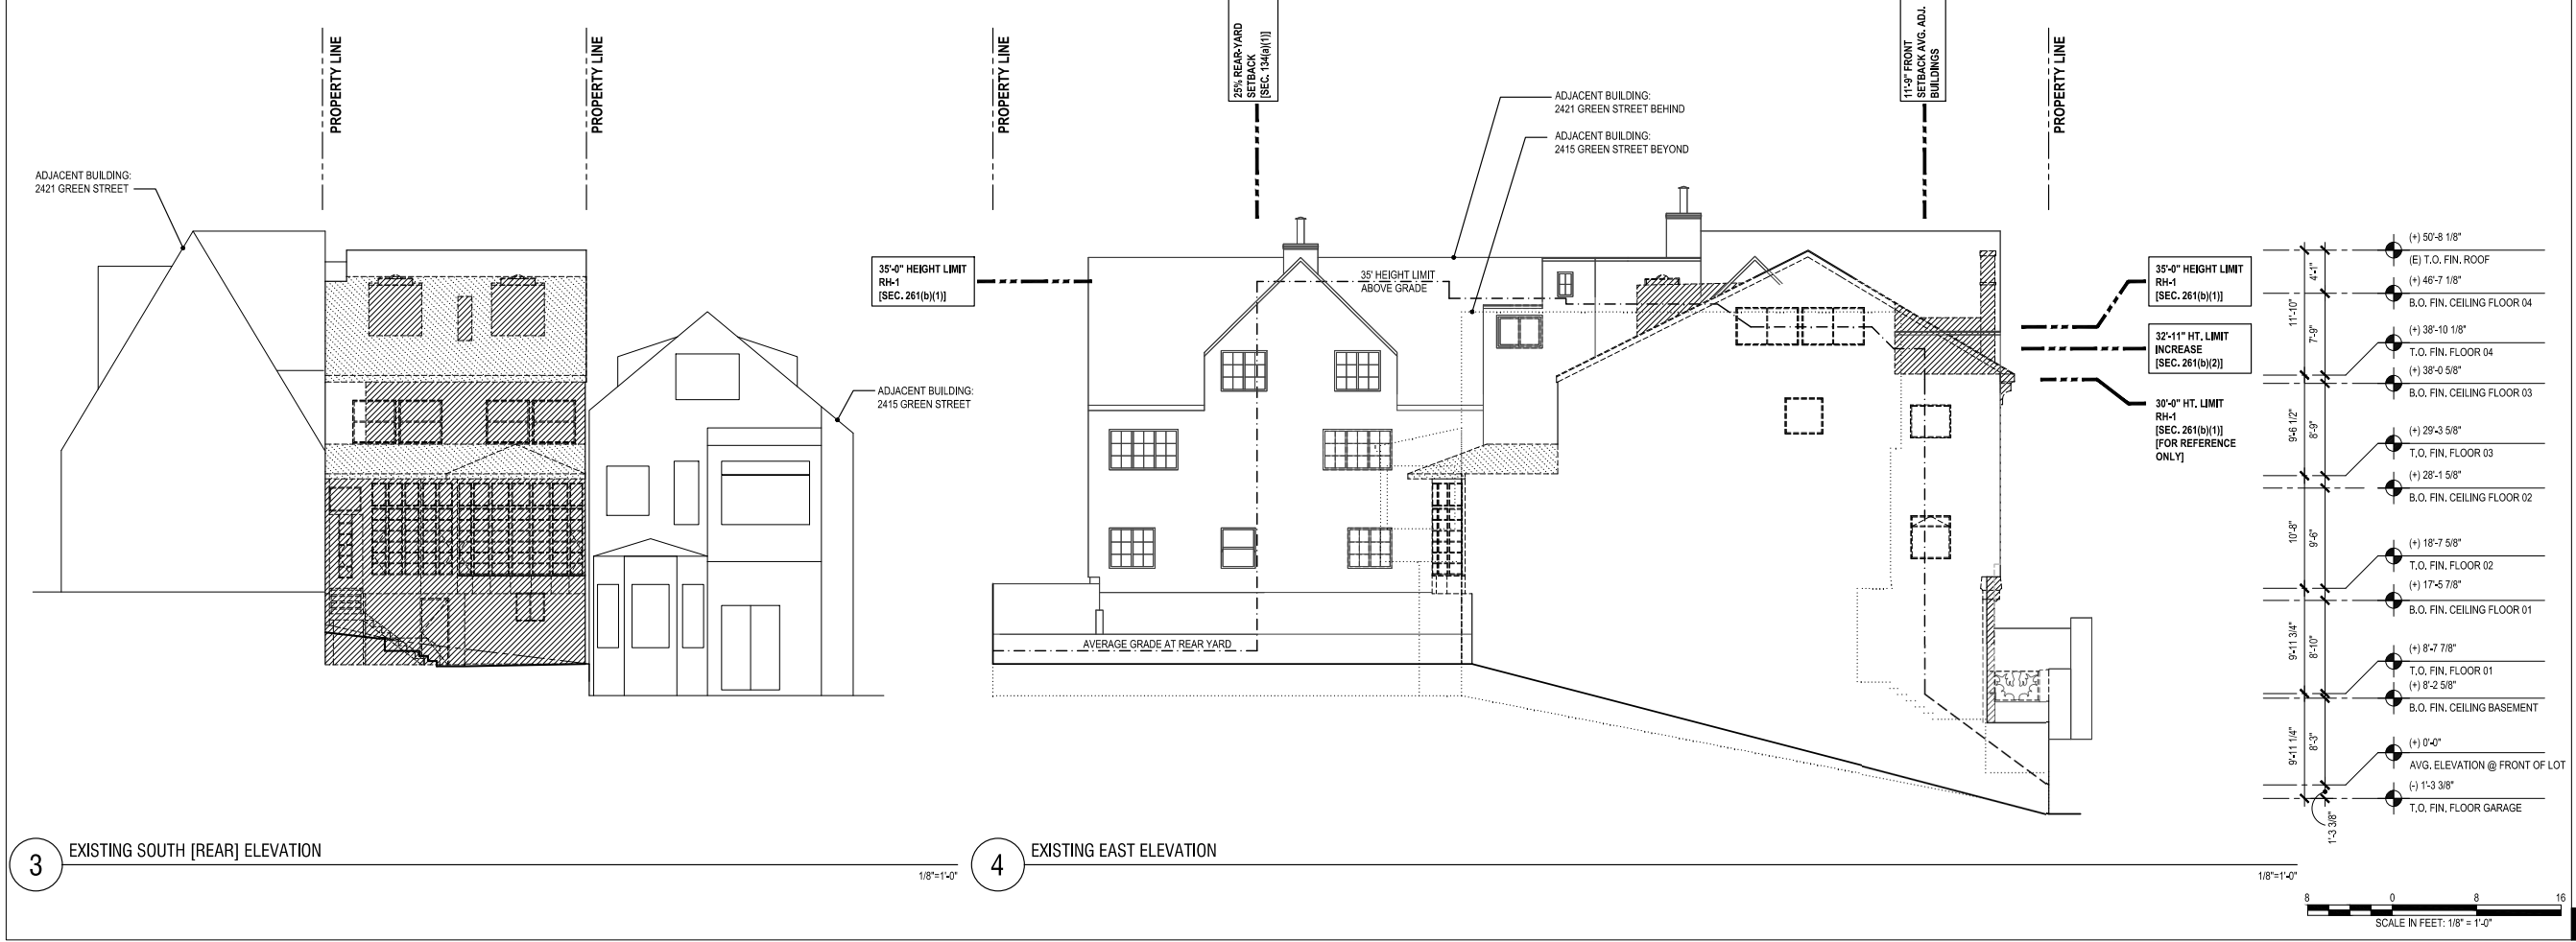 PROPERTY LINE
PROPERTY LINE
ADJACENT BUILDING:
2421 GREEN STREET
ADJACENT BUILDING:
2415 GREEN STREET
3
EXISTING SOUTH [REAR] ELEVATION
1/8"=1'-0"
PROPERTY LINE
25% REAR-YARD
SETBACK
[SEC. 134(a)(1)]
ADJACENT BUILDING:
2421 GREEN STREET BEHIND
ADJACENT BUILDING:
2415 GREEN STREET BEYOND
11'-9" FRONT
SETBACK AVG. ADJ.
BUILDINGS
PROPERTY LINE
35'-0" HEIGHT LIMIT
RH-1
[SEC. 261(b)(1)]
35' HEIGHT LIMIT
ABOVE GRADE
AVERAGE GRADE AT REAR YARD
35'-0" HEIGHT LIMIT
RH-1
[SEC. 261(b)(1)]
32'-11" HT. LIMIT
INCREASE
[SEC. 261(b)(2)]
30'-0" HT. LIMIT
RH-1
[SEC. 261(b)(1)]
[FOR REFERENCE
ONLY]
4
EXISTING EAST ELEVATION
1/8"=1'-0"
11'-10"
9'-6 1/2"
10'-8"
9'-11 3/4"
9'-11 1/4"
4'-1"
7'-9"
8'-9"
9'-6"
8'-10"
8'-3"
1'-3 3/8"
(+) 50'-8 1/8"
(E) T.O. FIN. ROOF
(+) 46'-7 1/8"
B.O. FIN. CEILING FLOOR 04
(+) 38'-10 1/8"
T.O. FIN. FLOOR 04
(+) 38'-0 5/8"
B.O. FIN. CEILING FLOOR 03
(+) 29'-3 5/8"
T.O. FIN. FLOOR 03
(+) 28'-1 5/8"
B.O. FIN. CEILING FLOOR 02
(+) 18'-7 5/8"
T.O. FIN. FLOOR 02
(+) 17'-5 7/8"
B.O. FIN. CEILING FLOOR 01
(+) 8'-7 7/8"
T.O. FIN. FLOOR 01
(+) 8'-2 5/8"
B.O. FIN. CEILING BASEMENT
(+) 0'-0"
AVG. ELEVATION @ FRONT OF LOT
(-) 1'-3 3/8"
T.O. FIN. FLOOR GARAGE
8 0 8 16
SCALE IN FEET: 1/8" = 1'-0"